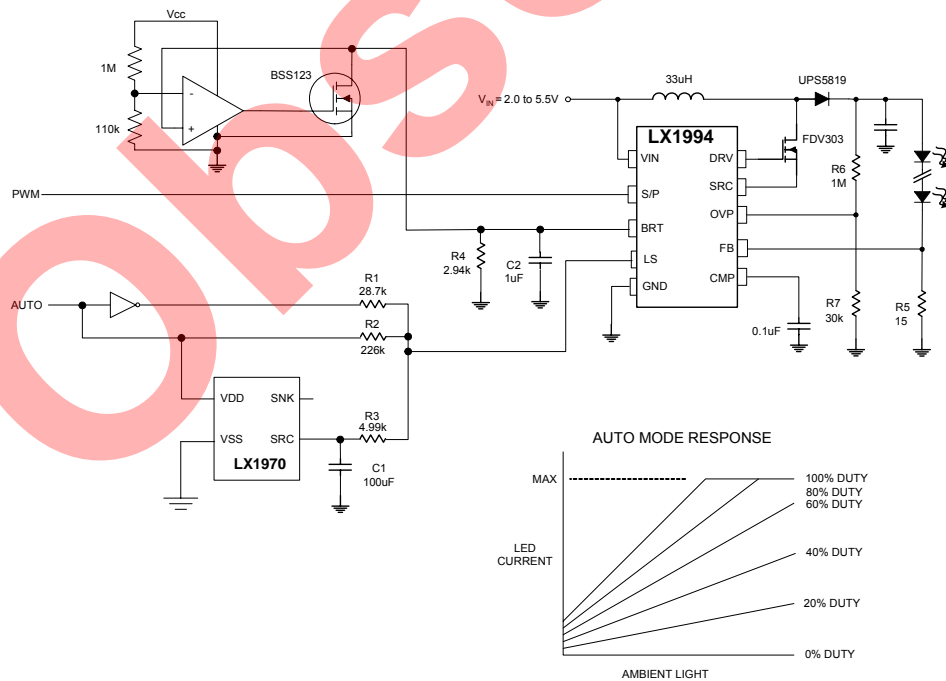 Vcc
1M
-
+
110k
BSS123
33uH
UPS5819
V_IN = 2.0 to 5.5V
LX1994
VIN
DRV
FDV303
R6
1M
S/P
SRC
PWM
OVP
BRT
R4
2.94k
C2
1uF
LS
FB
GND
CMP
0.1uF
R7
30k
R5
15
AUTO
R1
28.7k
R2
226k
VDD
SNK
VSS
SRC
LX1970
R3
4.99k
C1
100uF
AUTO MODE RESPONSE
MAX
100% DUTY
80% DUTY
60% DUTY
LED
CURRENT
40% DUTY
20% DUTY
0% DUTY
AMBIENT LIGHT
Obs